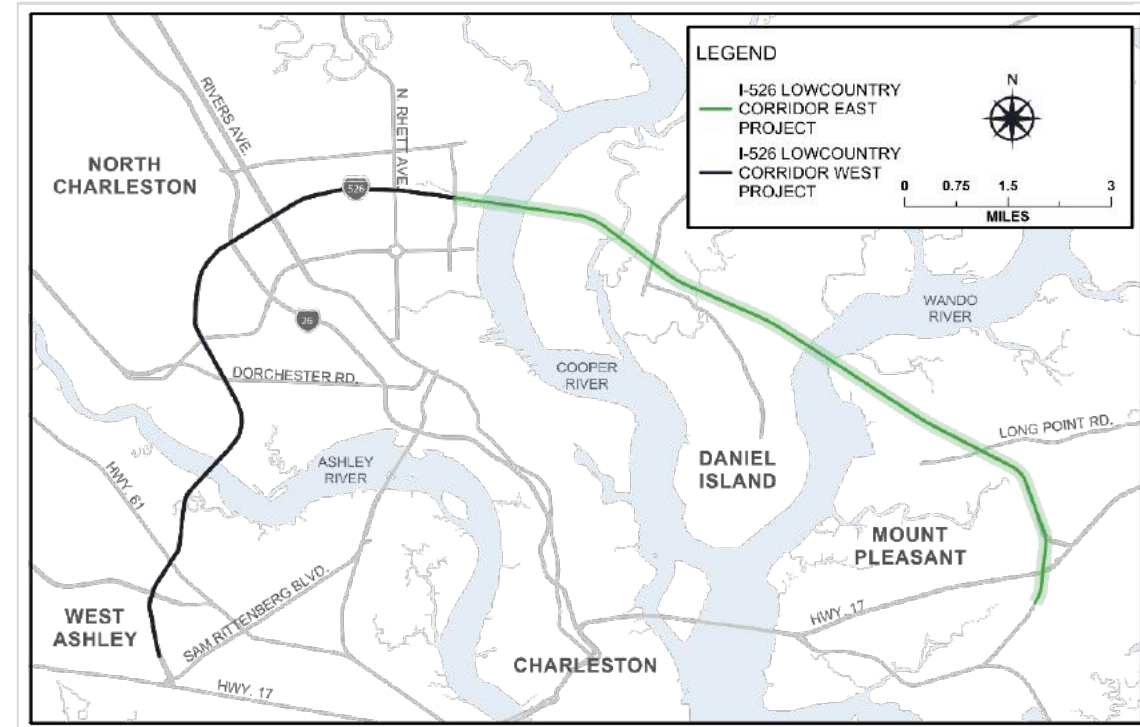 LEGEND
I-526 LOWCOUNTRY
CORRIDOR EAST
PROJECT
I-526 LOWCOUNTRY
CORRIDOR WEST
PROJECT
N
0 0.75 1.5 3
MILES
RIVERS AVE.
N. RHETT AVE.
NORTH
CHARLESTON
526
26
WANDO
RIVER
COOPER
RIVER
DORCHESTER RD.
LONG POINT RD.
ASHLEY
RIVER
DANIEL
ISLAND
HWY. 61
MOUNT
PLEASANT
WEST
ASHLEY
SAM RITTENBERG BLVD.
HWY. 17
CHARLESTON
HWY. 17